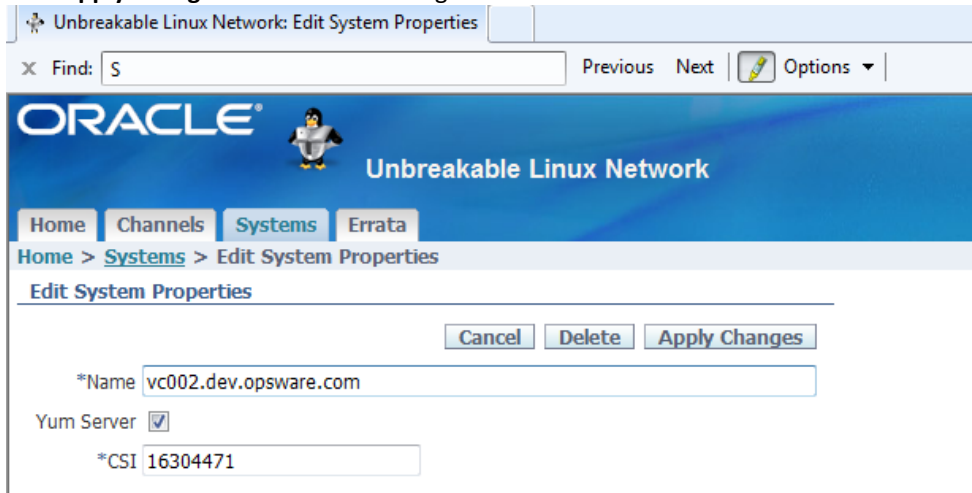 Unbreakable Linux Network: Edit System Properties
x Find: S Previous Next Options
ORACLE
Unbreakable Linux Network
Home Channels Systems Errata
Home > Systems > Edit System Properties
Edit System Properties
Cancel Delete Apply Changes
*Name vc002.dev.opsware.com
Yum Server
*CSI 16304471